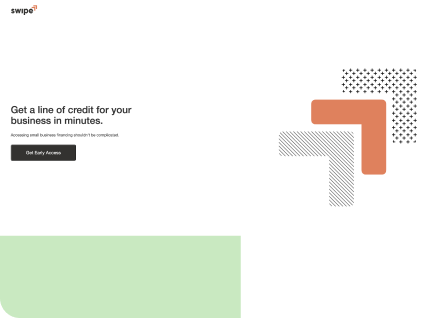 swipe
Get a line of credit for your
business in minutes.
Accessing small business financing shouldn't be complicated.
Get Early Access